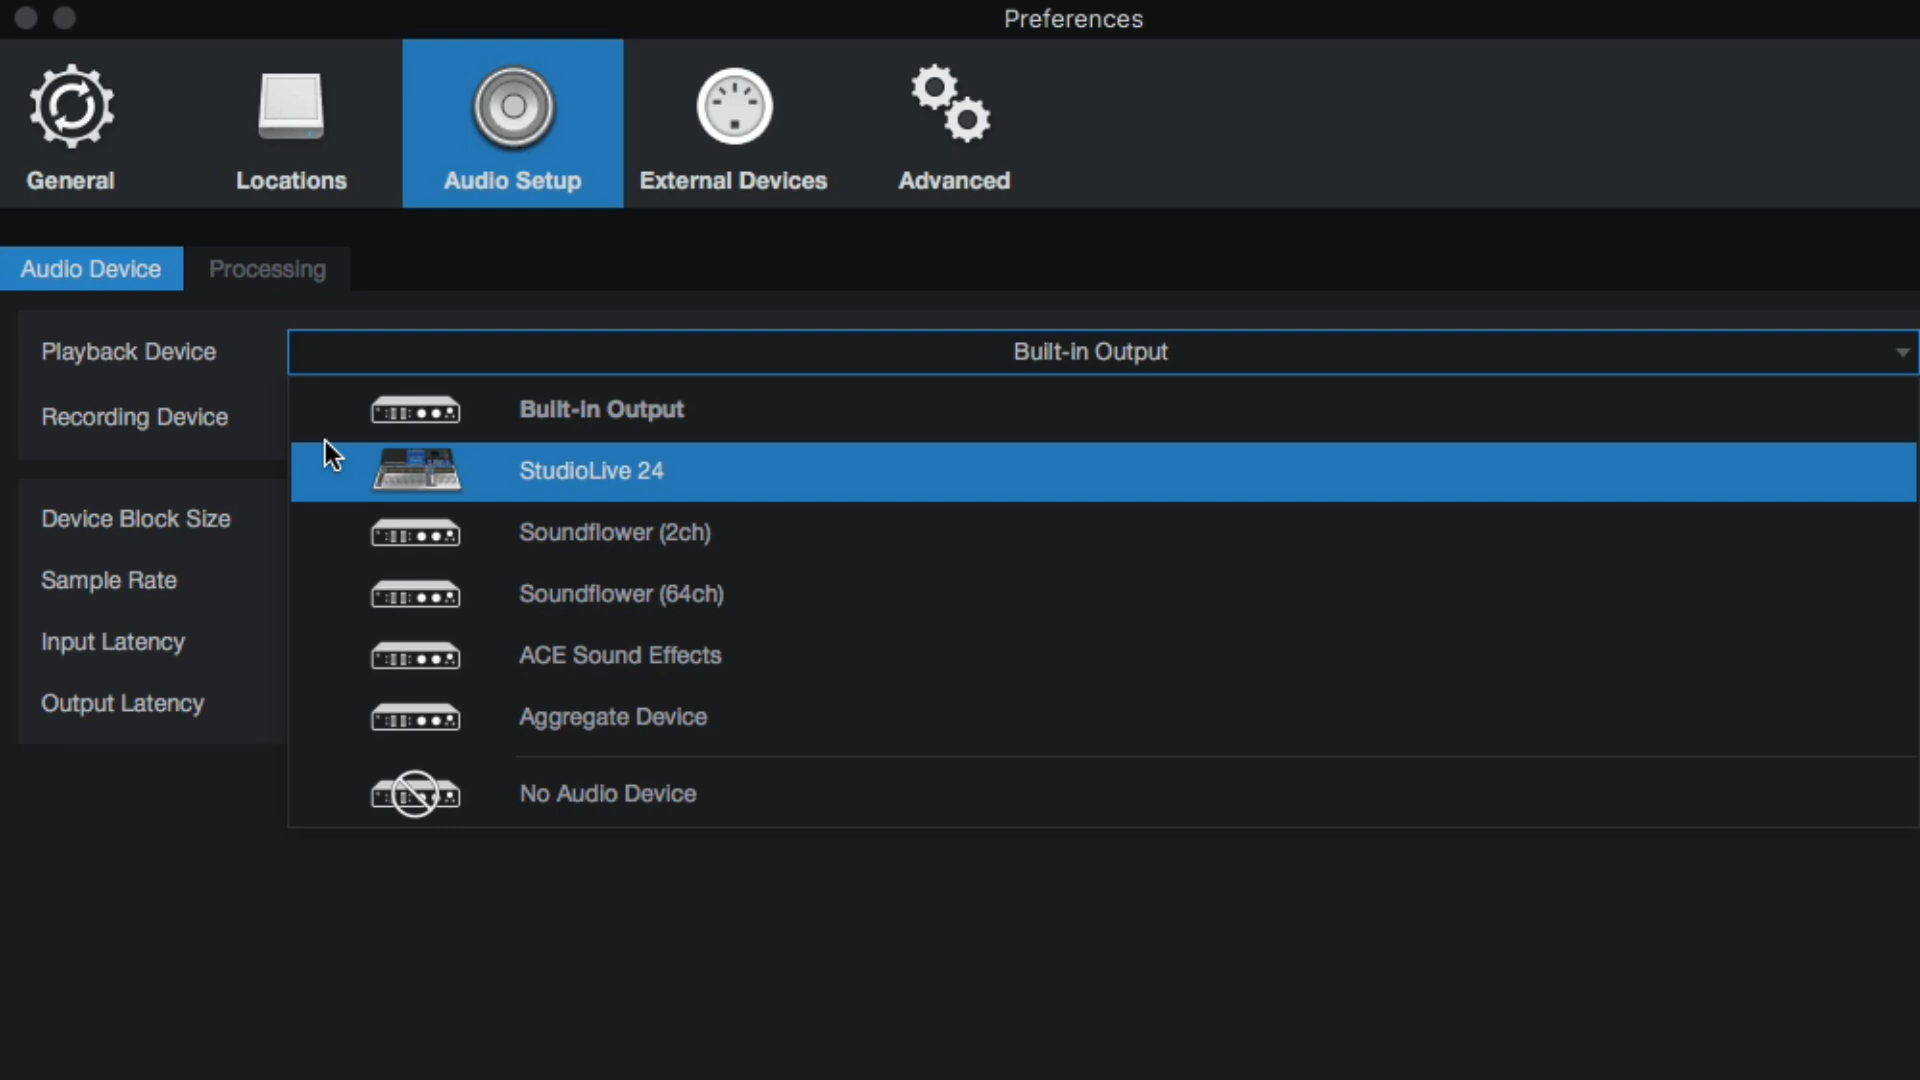 Preferences
General
Locations
Audio Setup
External Devices
Advanced
Audio Device
Processing
Playback Device
Built-in Output
Recording Device
Built-in Output
StudioLive 24
Device Block Size
Soundflower (2ch)
Sample Rate
Soundflower (64ch)
Input Latency
ACE Sound Effects
Output Latency
Aggregate Device
No Audio Device